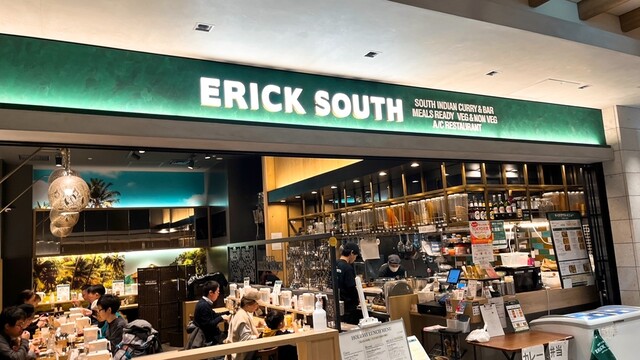 ERICK SOUTH
SOUTH INDIAN CURRY & BAR
MEALS READY VEG & NON VEG
A/C RESTAURANT